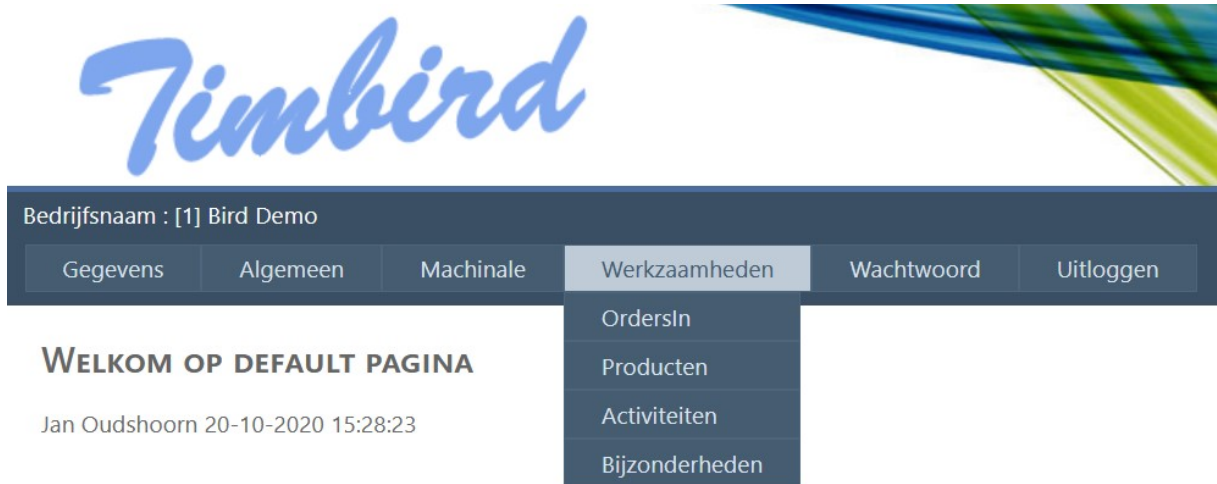 Timbird
Bedrijfsnaam : [1] Bird Demo
Gegevens Algemeen Machinale Werkzaamheden Wachtwoord Uitloggen
OrdersIn
Producten
Activiteiten
Bijzonderheden
WELKOM OP DEFAULT PAGINA
Jan Oudshoorn 20-10-2020 15:28:23